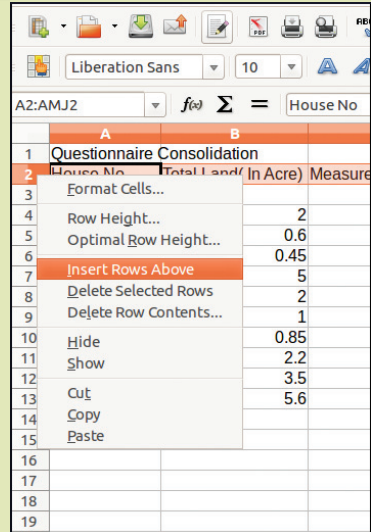 PDF
ABC
Liberation Sans 10 A A
A2:AMJ2 f(x) Σ = House No
A B
1 Questionnaire Consolidation
2 House No Total Land( In Acre) Measure
3 Format Cells...
4 Row Height... 2
5 Optimal Row Height... 0.6
6 0.45
7 Insert Rows Above 5
8 Delete Selected Rows 2
9 Delete Row Contents... 1
10 Hide 0.85
11 Show 2.2
12 3.5
13 Cut 5.6
14 Copy
15 Paste
16
17
18
19